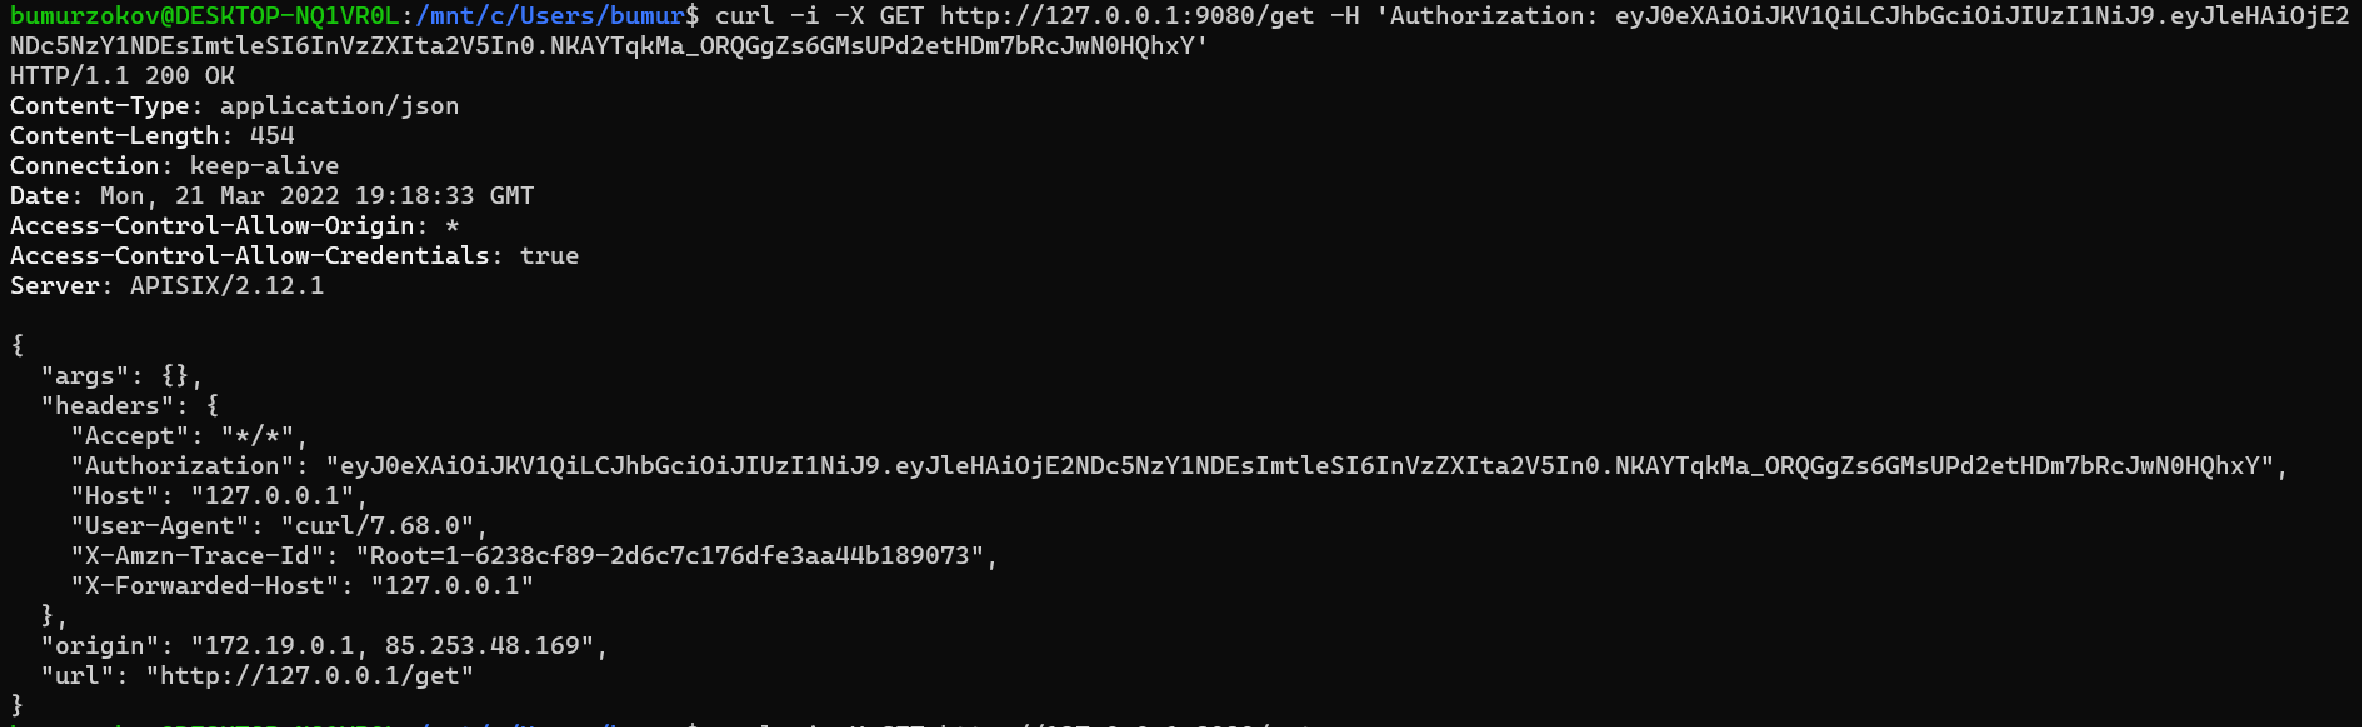 bumurzokov@DESKTOP-NQ1VR0L:/mnt/c/Users/bumur$ curl -i -X GET http://127.0.0.1:9080/get -H 'Authorization: eyJ0eXAiOiJKV1QiLCJhbGciOiJIUzI1NiJ9.eyJleHAiOjE2
NDc5NzY1NDEsImtleSI6InVzZXIta2V5In0.NKAYTqkMa_ORQGgZs6GMsUPd2etHDm7bRcJwN0HQhxY'
HTTP/1.1 200 OK
Content-Type: application/json
Content-Length: 454
Connection: keep-alive
Date: Mon, 21 Mar 2022 19:18:33 GMT
Access-Control-Allow-Origin: *
Access-Control-Allow-Credentials: true
Server: APISIX/2.12.1
{
"args": {},
"headers": {
"Accept": "*/*",
"Authorization": "eyJ0eXAiOiJKV1QiLCJhbGciOiJIUzI1NiJ9.eyJleHAiOjE2NDc5NzY1NDEsImtleSI6InVzZXIta2V5In0.NKAYTqkMa_ORQGgZs6GMsUPd2etHDm7bRcJwN0HQhxY",
"Host": "127.0.0.1",
"User-Agent": "curl/7.68.0",
"X-Amzn-Trace-Id": "Root=1-6238cf89-2d6c7c176dfe3aa44b189073",
"X-Forwarded-Host": "127.0.0.1"
},
"origin": "172.19.0.1, 85.253.48.169",
"url": "http://127.0.0.1/get"
}